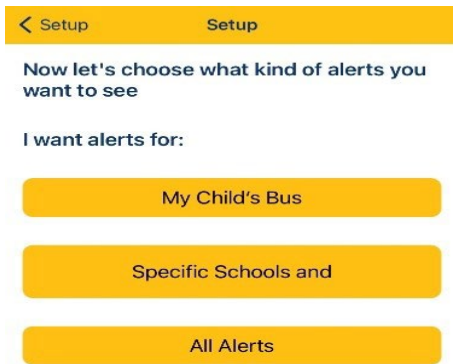 Setup Setup
Now let's choose what kind of alerts you
want to see
I want alerts for:
My Child's Bus
Specific Schools and
All Alerts